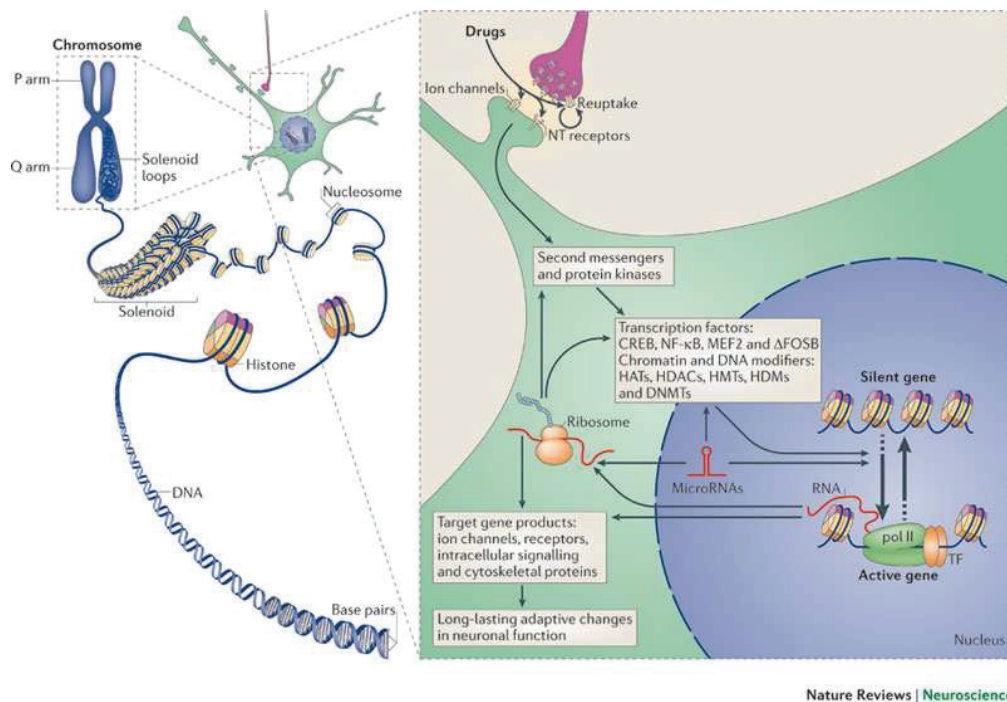 Chromosome
P arm
Q arm
Solenoid
loops
Nucleosome
Solenoid
Histone
DNA
Base pairs
Drugs
Ion channels
Reuptake
NT receptors
Second messengers
and protein kinases
Transcription factors:
CREB, NF-κB, MEF2 and ΔFOSB
Chromatin and DNA modifiers:
HATs, HDACs, HMTs, HDMs
and DNMTs
Silent gene
Ribosome
MicroRNAs
RNA
pol II
TF
Active gene
Target gene products:
ion channels, receptors,
intracellular signalling
and cytoskeletal proteins
Long-lasting adaptive changes
in neuronal function
Nucleus
Nature Reviews | Neuroscience